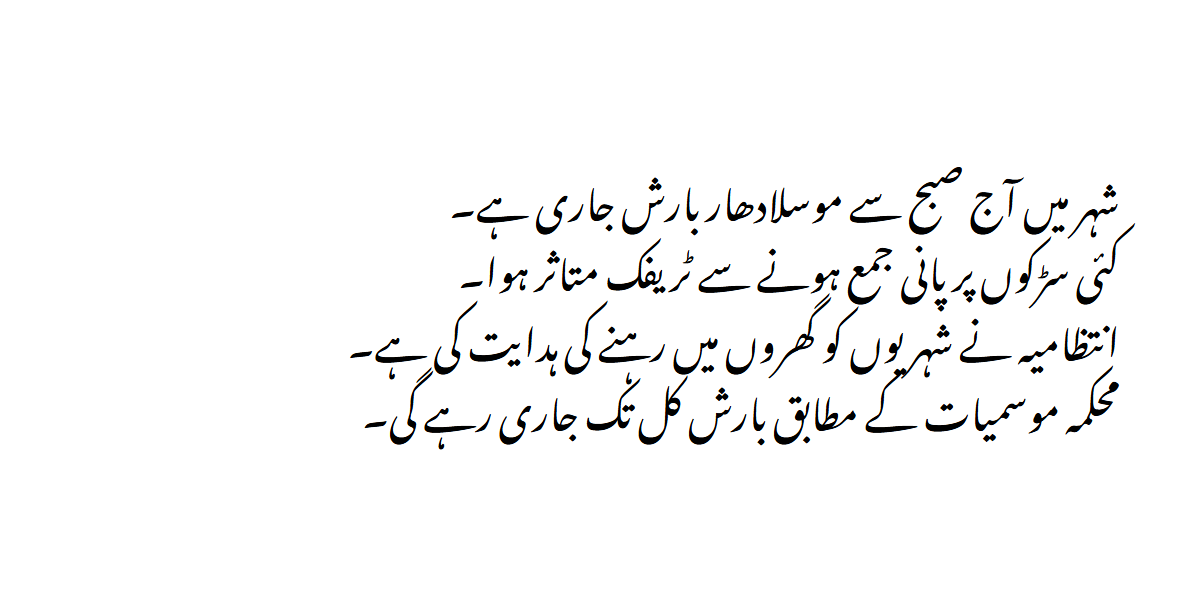 شہر میں آج صبح سے موسلادھار بارش جاری ہے۔
کئی سڑکوں پر پانی جمع ہونے سے ٹریفک متاثر ہوا۔
انتظامیہ نے شہریوں کو گھروں میں رہنے کی ہدایت کی ہے۔
محکمہ موسمیات کے مطابق بارش کل تک جاری رہے گی۔